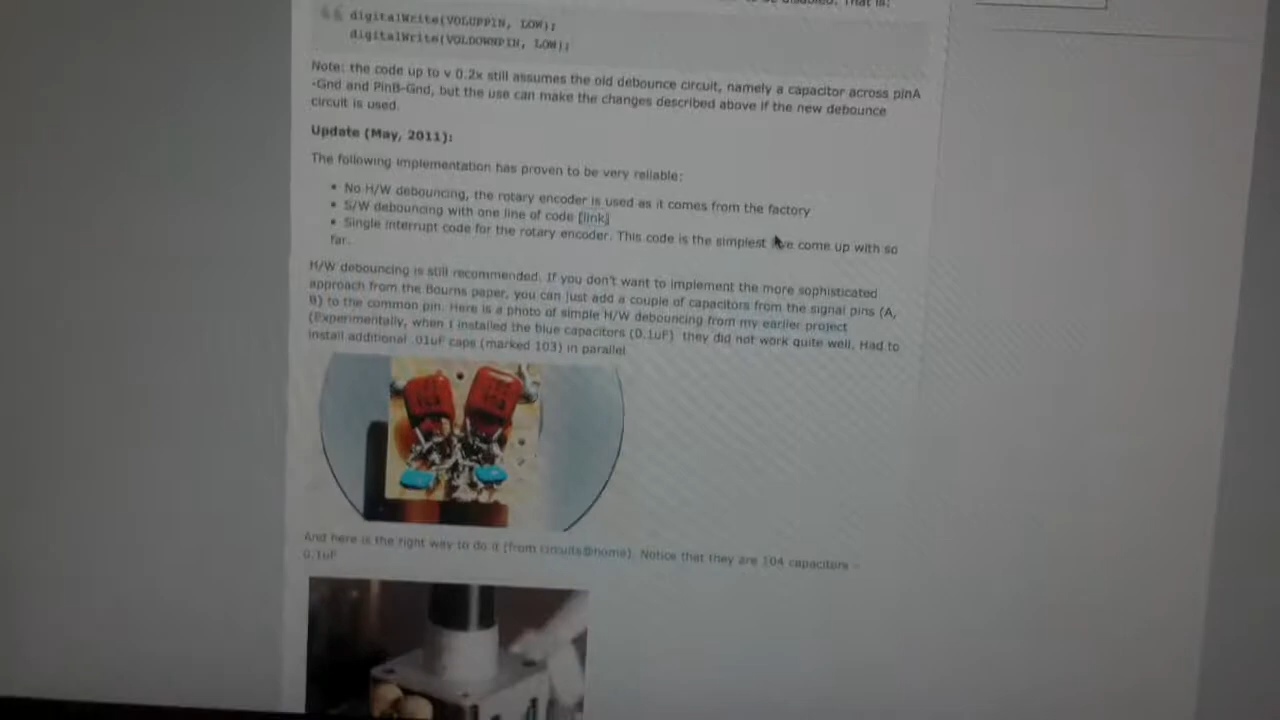 to be disabled. That is:
digitalWrite(VOLUPPIN, LOW);
digitalWrite(VOLDOWNPIN, LOW);
Note: the code up to v 0.2x still assumes the old debounce circuit, namely a capacitor across pinA
-Gnd and PinB-Gnd, but the use can make the changes described above if the new debounce
circuit is used.
Update (May, 2011):
The following implementation has proven to be very reliable:
• No H/W debouncing, the rotary encoder is used as it comes from the factory
• S/W debouncing with one line of code [link]
• Single interrupt code for the rotary encoder. This code is the simplest I've come up with so
far.
H/W debouncing is still recommended. If you don't want to implement the more sophisticated
approach from the Bourns paper, you can just add a couple of capacitors from the signal pins (A,
B) to the common pin. Here is a photo of simple H/W debouncing from my earlier project
(Experimentally, when I installed the blue capacitors (0.1uF) they did not work quite well. Had to
install additional .01uF caps (marked 103) in parallel
And here is the right way to do it (from circuits@home). Notice that they are 104 capacitors -
0.1uF